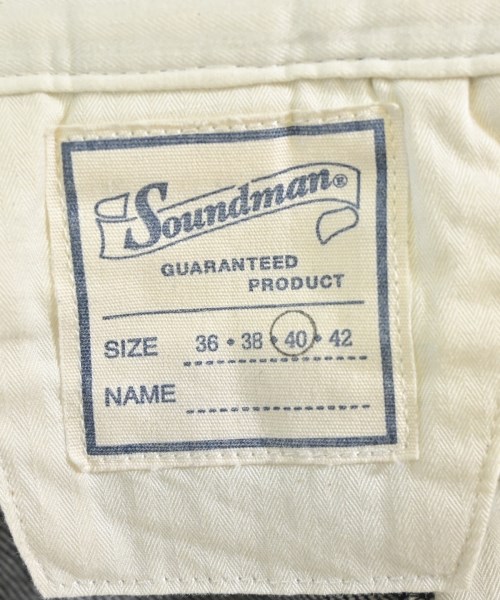 Soundman®
GUARANTEED
PRODUCT
SIZE 36 • 38 • 40 • 42
NAME